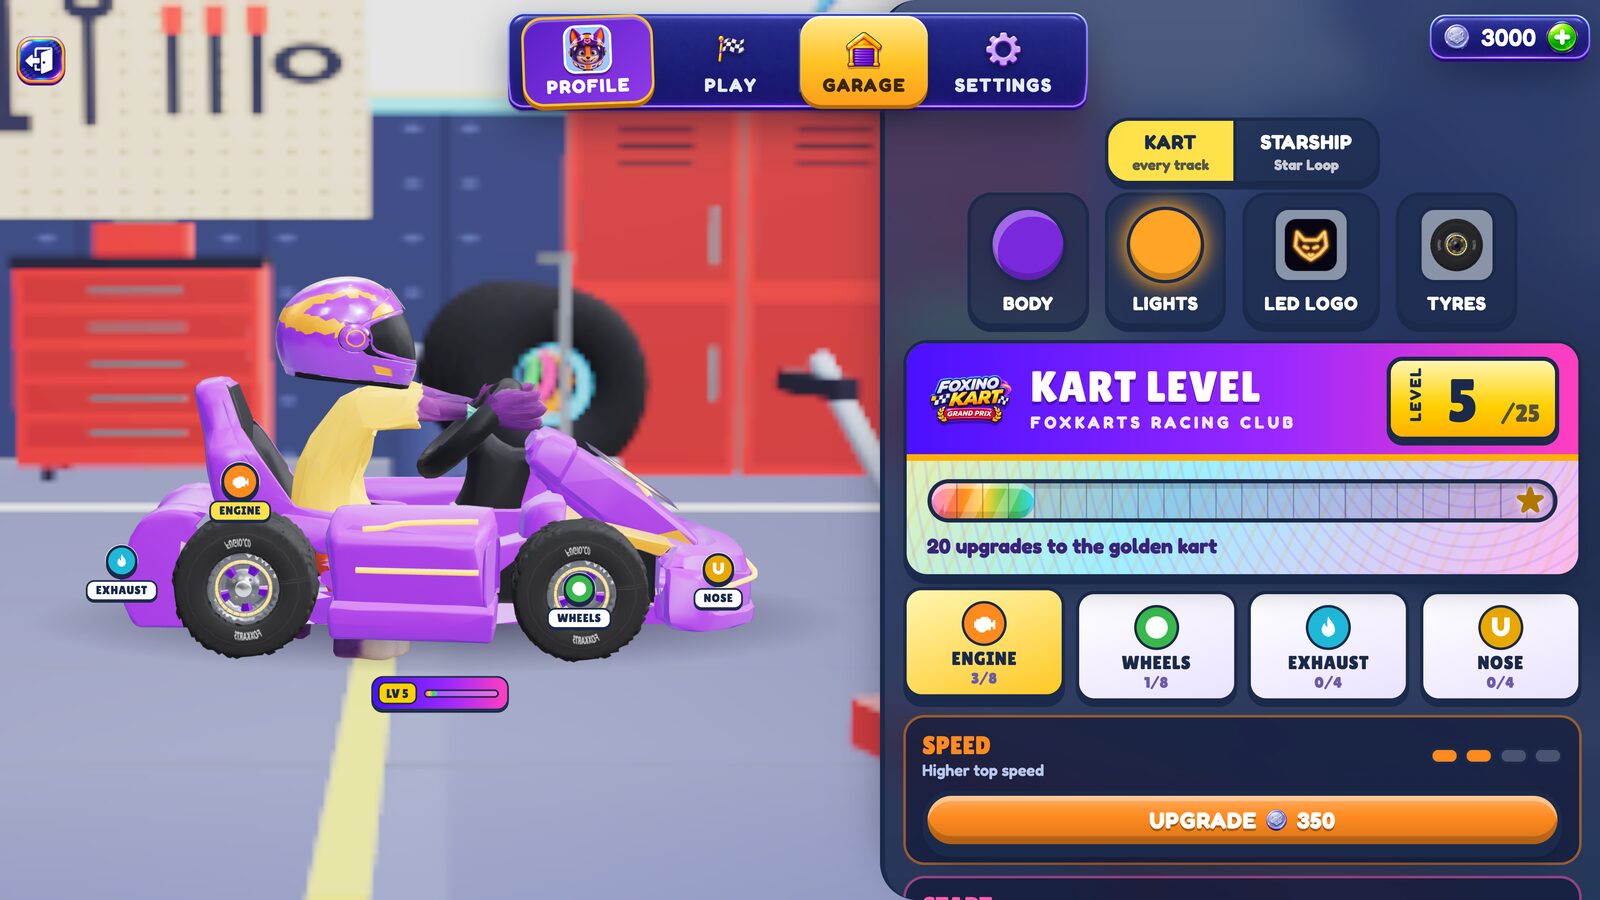 PROFILE
PLAY
GARAGE
SETTINGS
3000
KART
every track
STARSHIP
Star Loop
BODY
LIGHTS
LED LOGO
TYRES
FOXINO
KART
GRAND PRIX
KART LEVEL
FOXKARTS RACING CLUB
LEVEL
5
/25
20 upgrades to the golden kart
ENGINE
3/8
WHEELS
1/8
EXHAUST
0/4
U
NOSE
0/4
SPEED
Higher top speed
UPGRADE 350
ENGINE
EXHAUST
WHEELS
U
NOSE
LV 5